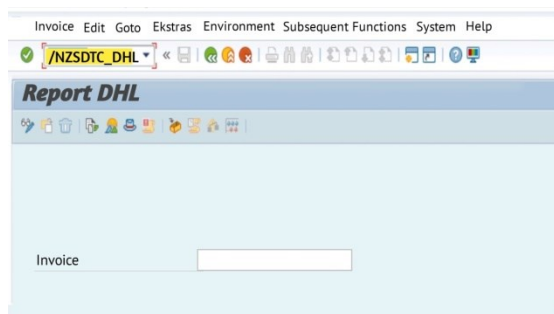 Invoice Edit Goto Ekstras Environment Subsequent Functions System Help
/NZSDTC_DHL
Report DHL
Invoice